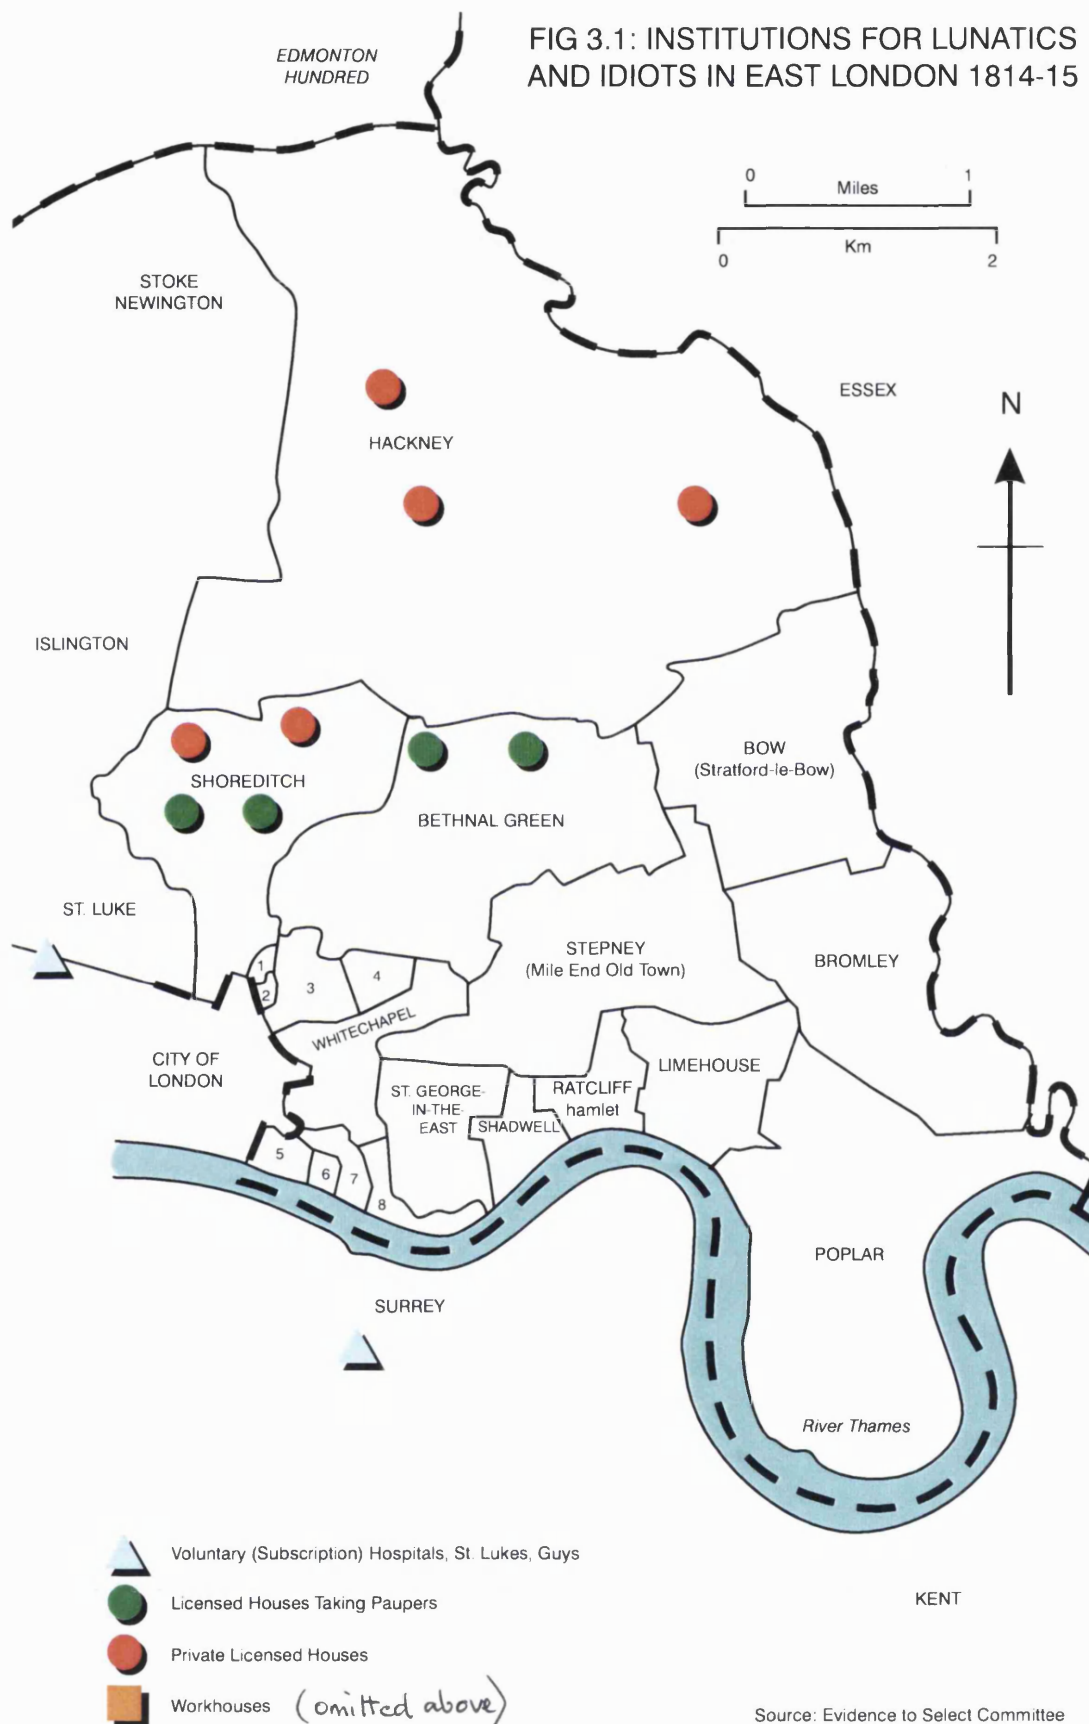 FIG 3.1: INSTITUTIONS FOR LUNATICS
AND IDIOTS IN EAST LONDON 1814-15
EDMONTON
HUNDRED
0 1
Miles
Km
0 2
STOKE
NEWINGTON
ESSEX
N
HACKNEY
ISLINGTON
SHOREDITCH
BETHNAL GREEN
BOW
(Stratford-le-Bow)
ST. LUKE
STEPNEY
(Mile End Old Town)
BROMLEY
1
2
3
4
WHITECHAPEL
CITY OF
LONDON
ST. GEORGE-
IN-THE-
EAST
SHADWELL
RATCLIFF
hamlet
LIMEHOUSE
5
6
7
8
POPLAR
SURREY
River Thames
Voluntary (Subscription) Hospitals, St. Lukes, Guys
Licensed Houses Taking Paupers
Private Licensed Houses
Workhouses (omitted above)
KENT
Source: Evidence to Select Committee